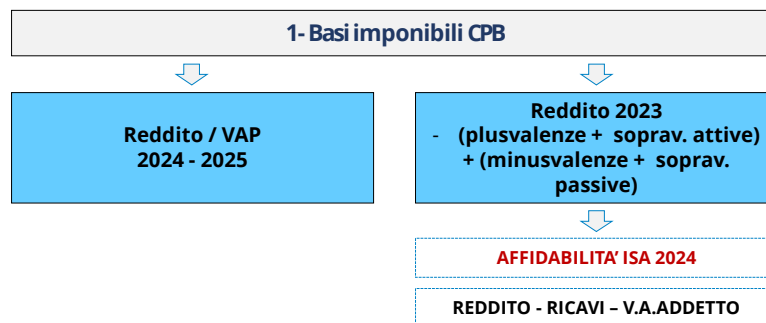 1- Basi imponibili CPB
Reddito / VAP
2024 - 2025
Reddito 2023
- (plusvalenze + soprav. attive)
+ (minusvalenze + soprav.
passive)
AFFIDABILITA’ ISA 2024
REDDITO - RICAVI – V.A.ADDETTO